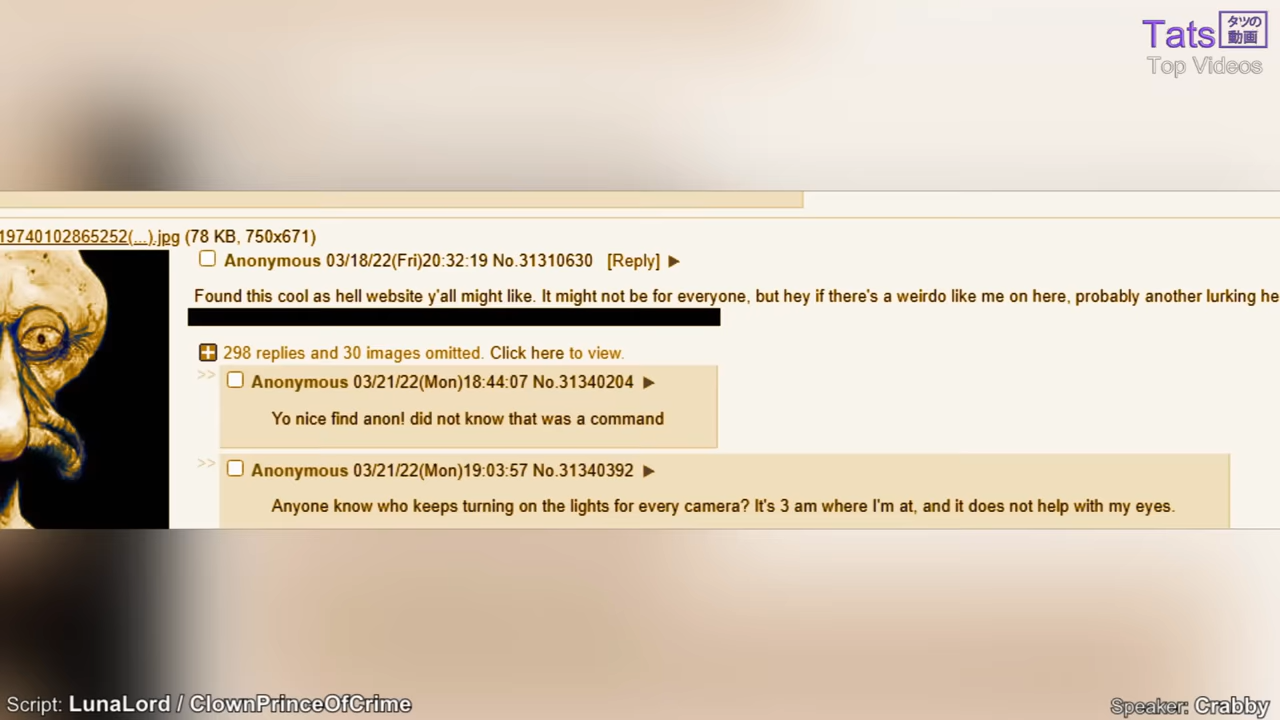 Tats タツの動画
Top Videos
19740102865252(...).jpg (78 KB, 750x671)
Anonymous 03/18/22(Fri)20:32:19 No.31310630 [Reply] ▶
Found this cool as hell website y'all might like. It might not be for everyone, but hey if there's a weirdo like me on here, probably another lurking he
298 replies and 30 images omitted. Click here to view.
>> Anonymous 03/21/22(Mon)18:44:07 No.31340204 ▶
Yo nice find anon! did not know that was a command
>> Anonymous 03/21/22(Mon)19:03:57 No.31340392 ▶
Anyone know who keeps turning on the lights for every camera? It's 3 am where I'm at, and it does not help with my eyes.
Script: LunaLord / ClownPrinceOfCrime
Speaker: Crabby